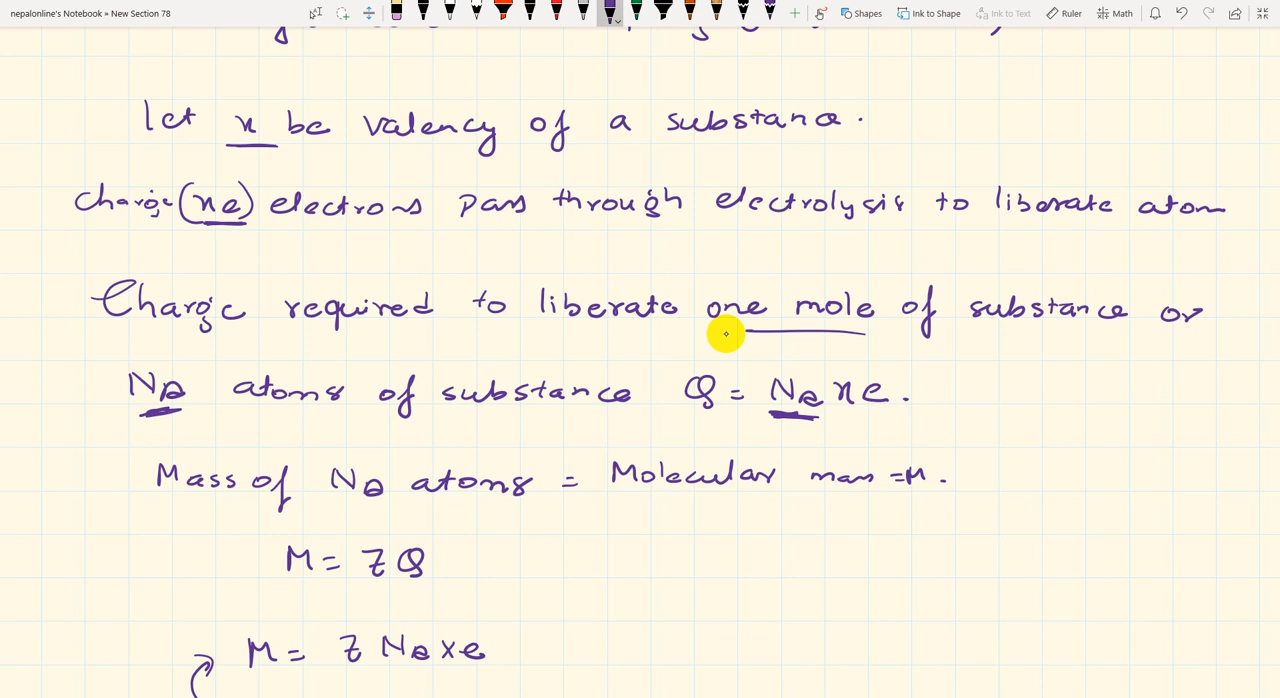 nepalonline's Notebook » New Section 78
Shapes Ink to Shape Ink to Text Ruler Math
let x be valency of a substance.
charge (xe) electrons pass through electrolysis to liberate atom
Charge required to liberate one mole of substance or
NA atoms of substance Q = NA xe.
Mass of NA atoms = Molecular mass = M.
M = ZQ
M = Z NA xe